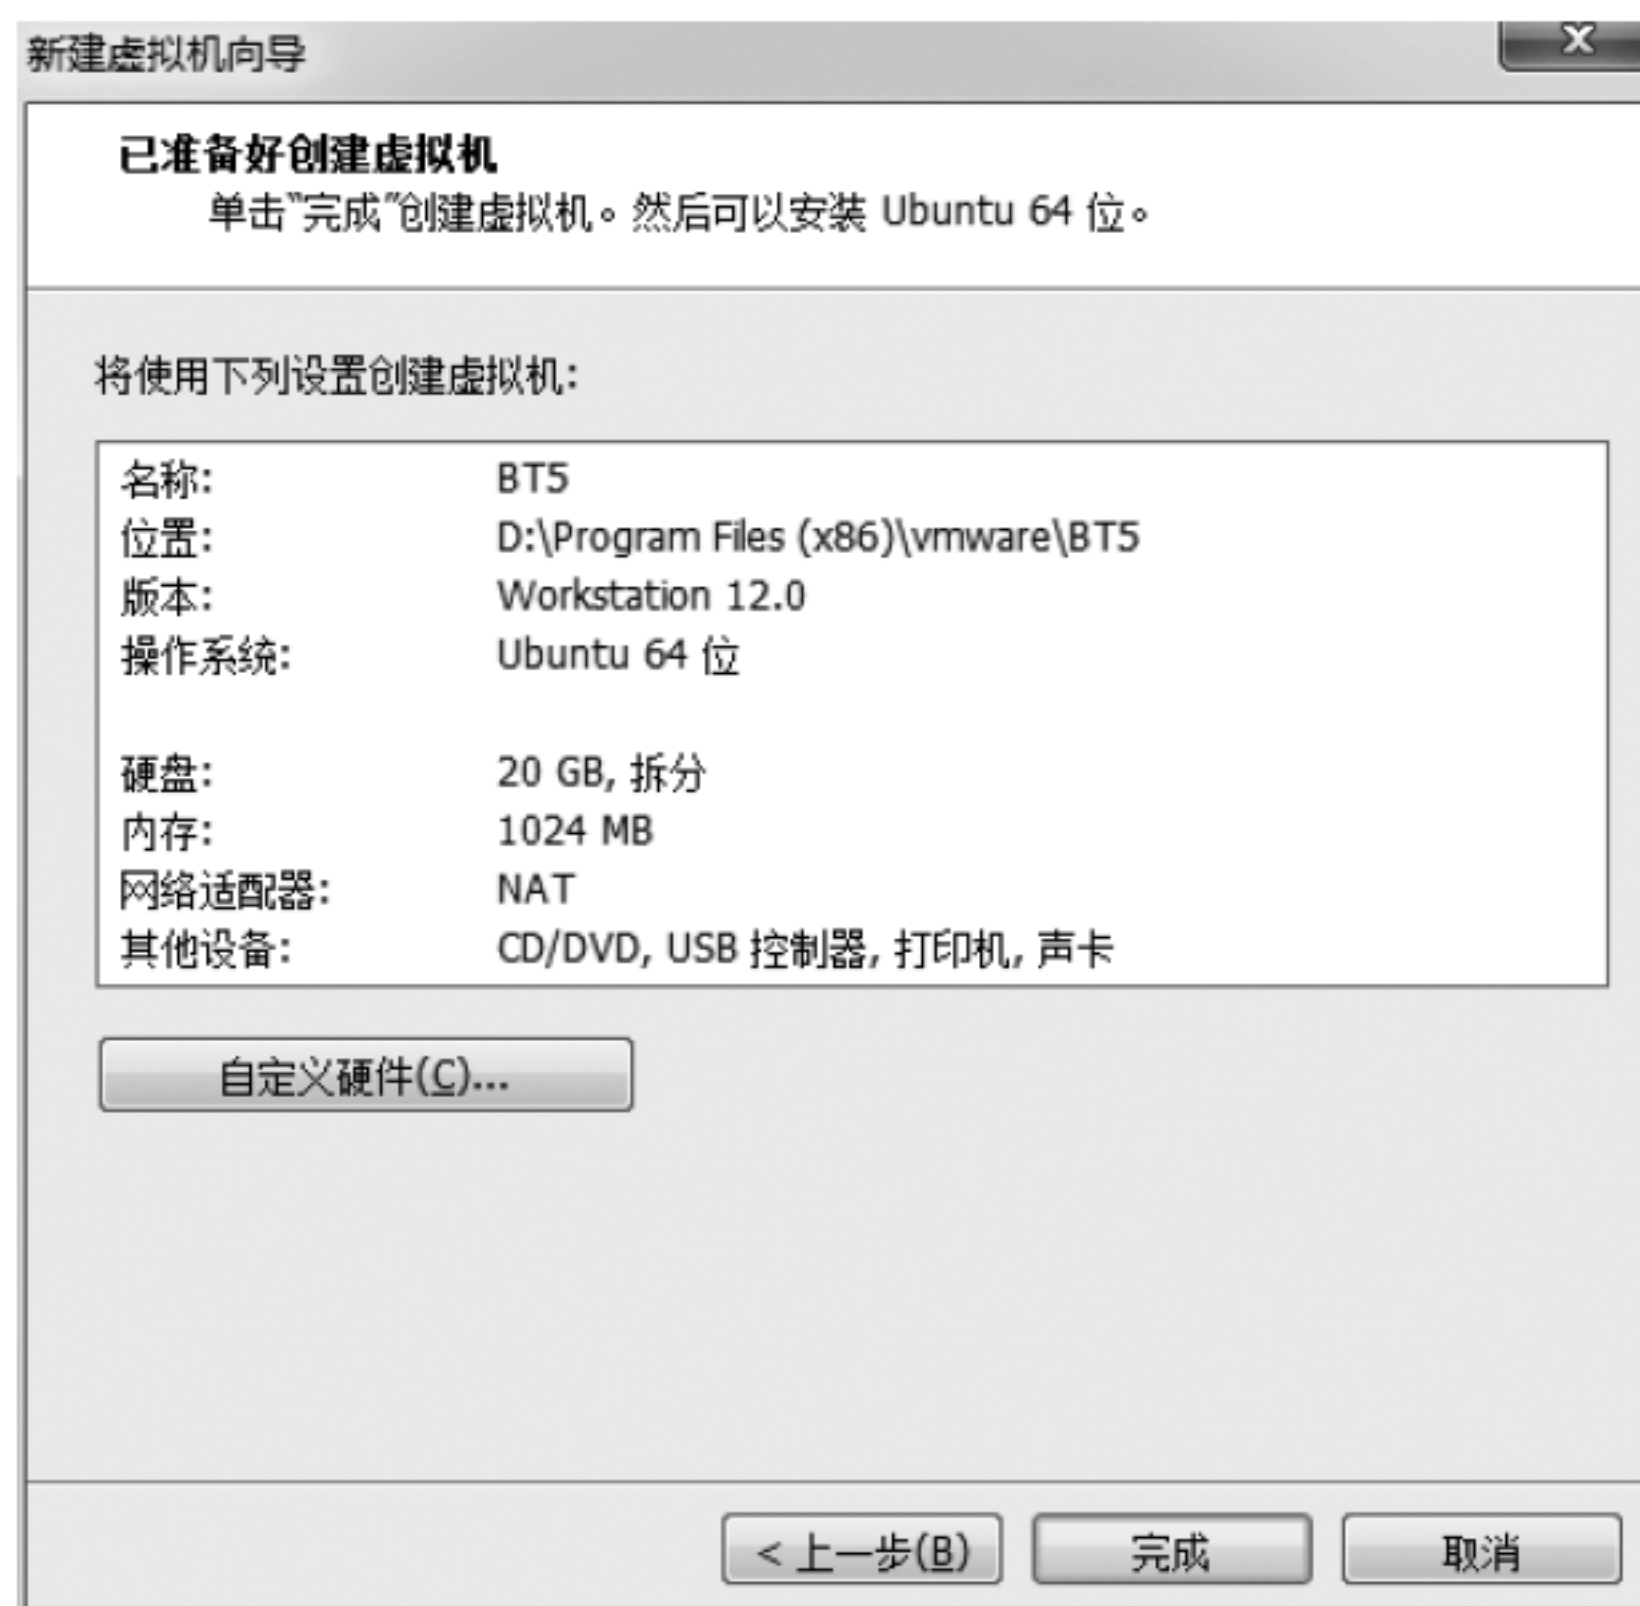 新建虚拟机向导
已准备好创建虚拟机
单击“完成”创建虚拟机。然后可以安装 Ubuntu 64 位。
将使用下列设置创建虚拟机:
名称: BT5
位置: D:\Program Files (x86)\vmware\BT5
版本: Workstation 12.0
操作系统: Ubuntu 64 位
硬盘: 20 GB, 拆分
内存: 1024 MB
网络适配器: NAT
其他设备: CD/DVD, USB 控制器, 打印机, 声卡
自定义硬件(C)...
< 上一步(B) 完成 取消